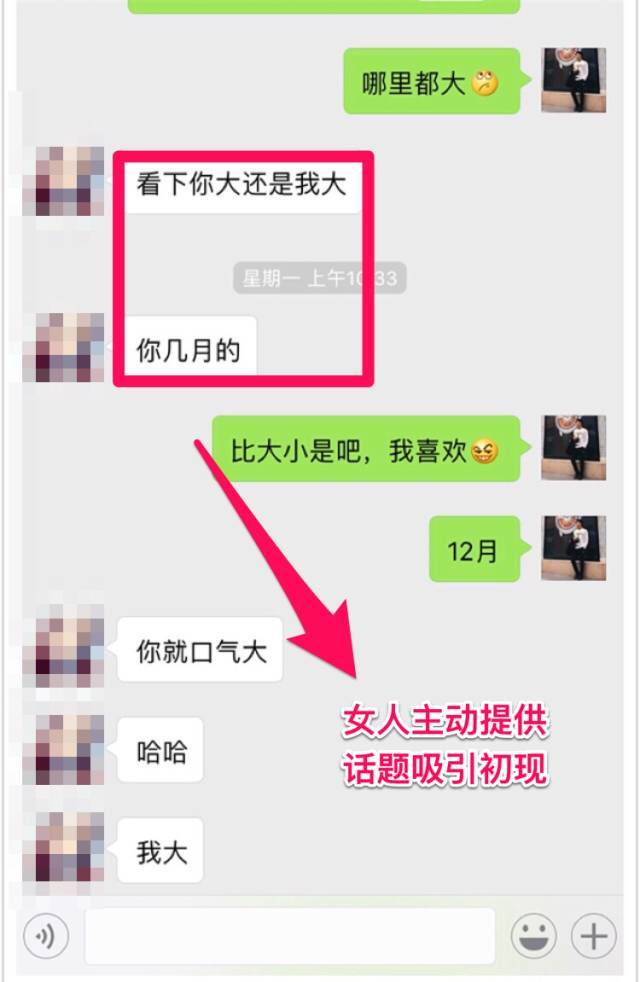 哪里都大
看下你大还是我大
星期一 上午10:33
你几月的
比大小是吧，我喜欢
12月
你就口气大
女人主动提供
话题吸引初现
哈哈
我大